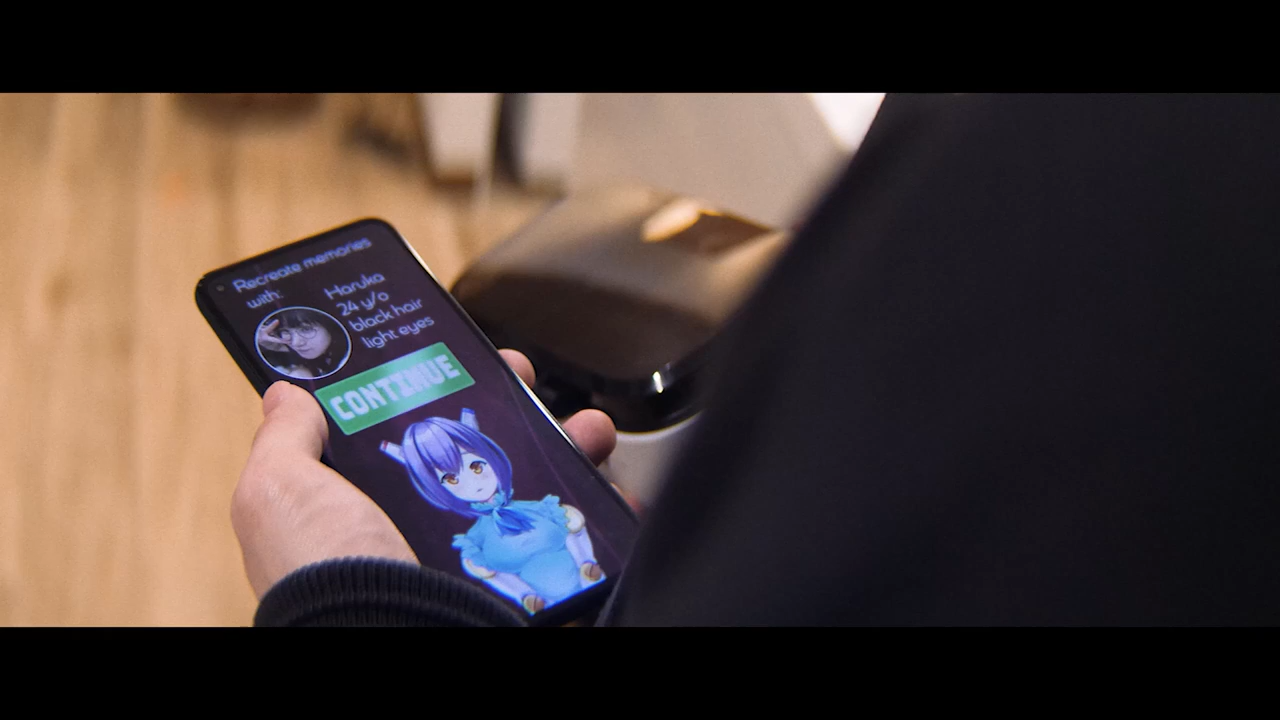 Recreate memories
with:
Haruka
24 y/o
black hair
light eyes
CONTINUE